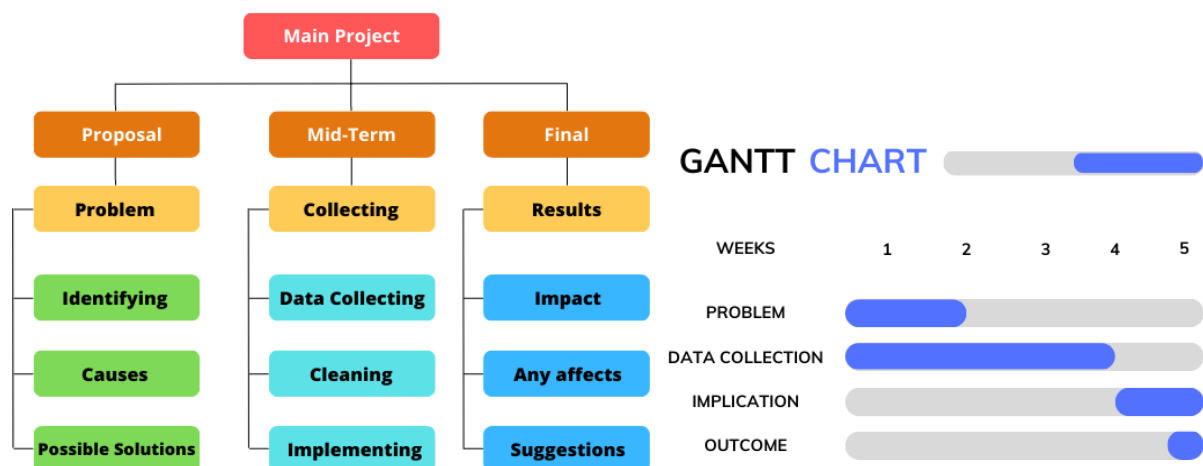 Main Project
Proposal
Mid-Term
Final
Problem
Collecting
Results
Identifying
Data Collecting
Impact
Causes
Cleaning
Any affects
Possible Solutions
Implementing
Suggestions
GANTT CHART
WEEKS 1 2 3 4 5
PROBLEM
DATA COLLECTION
IMPLICATION
OUTCOME